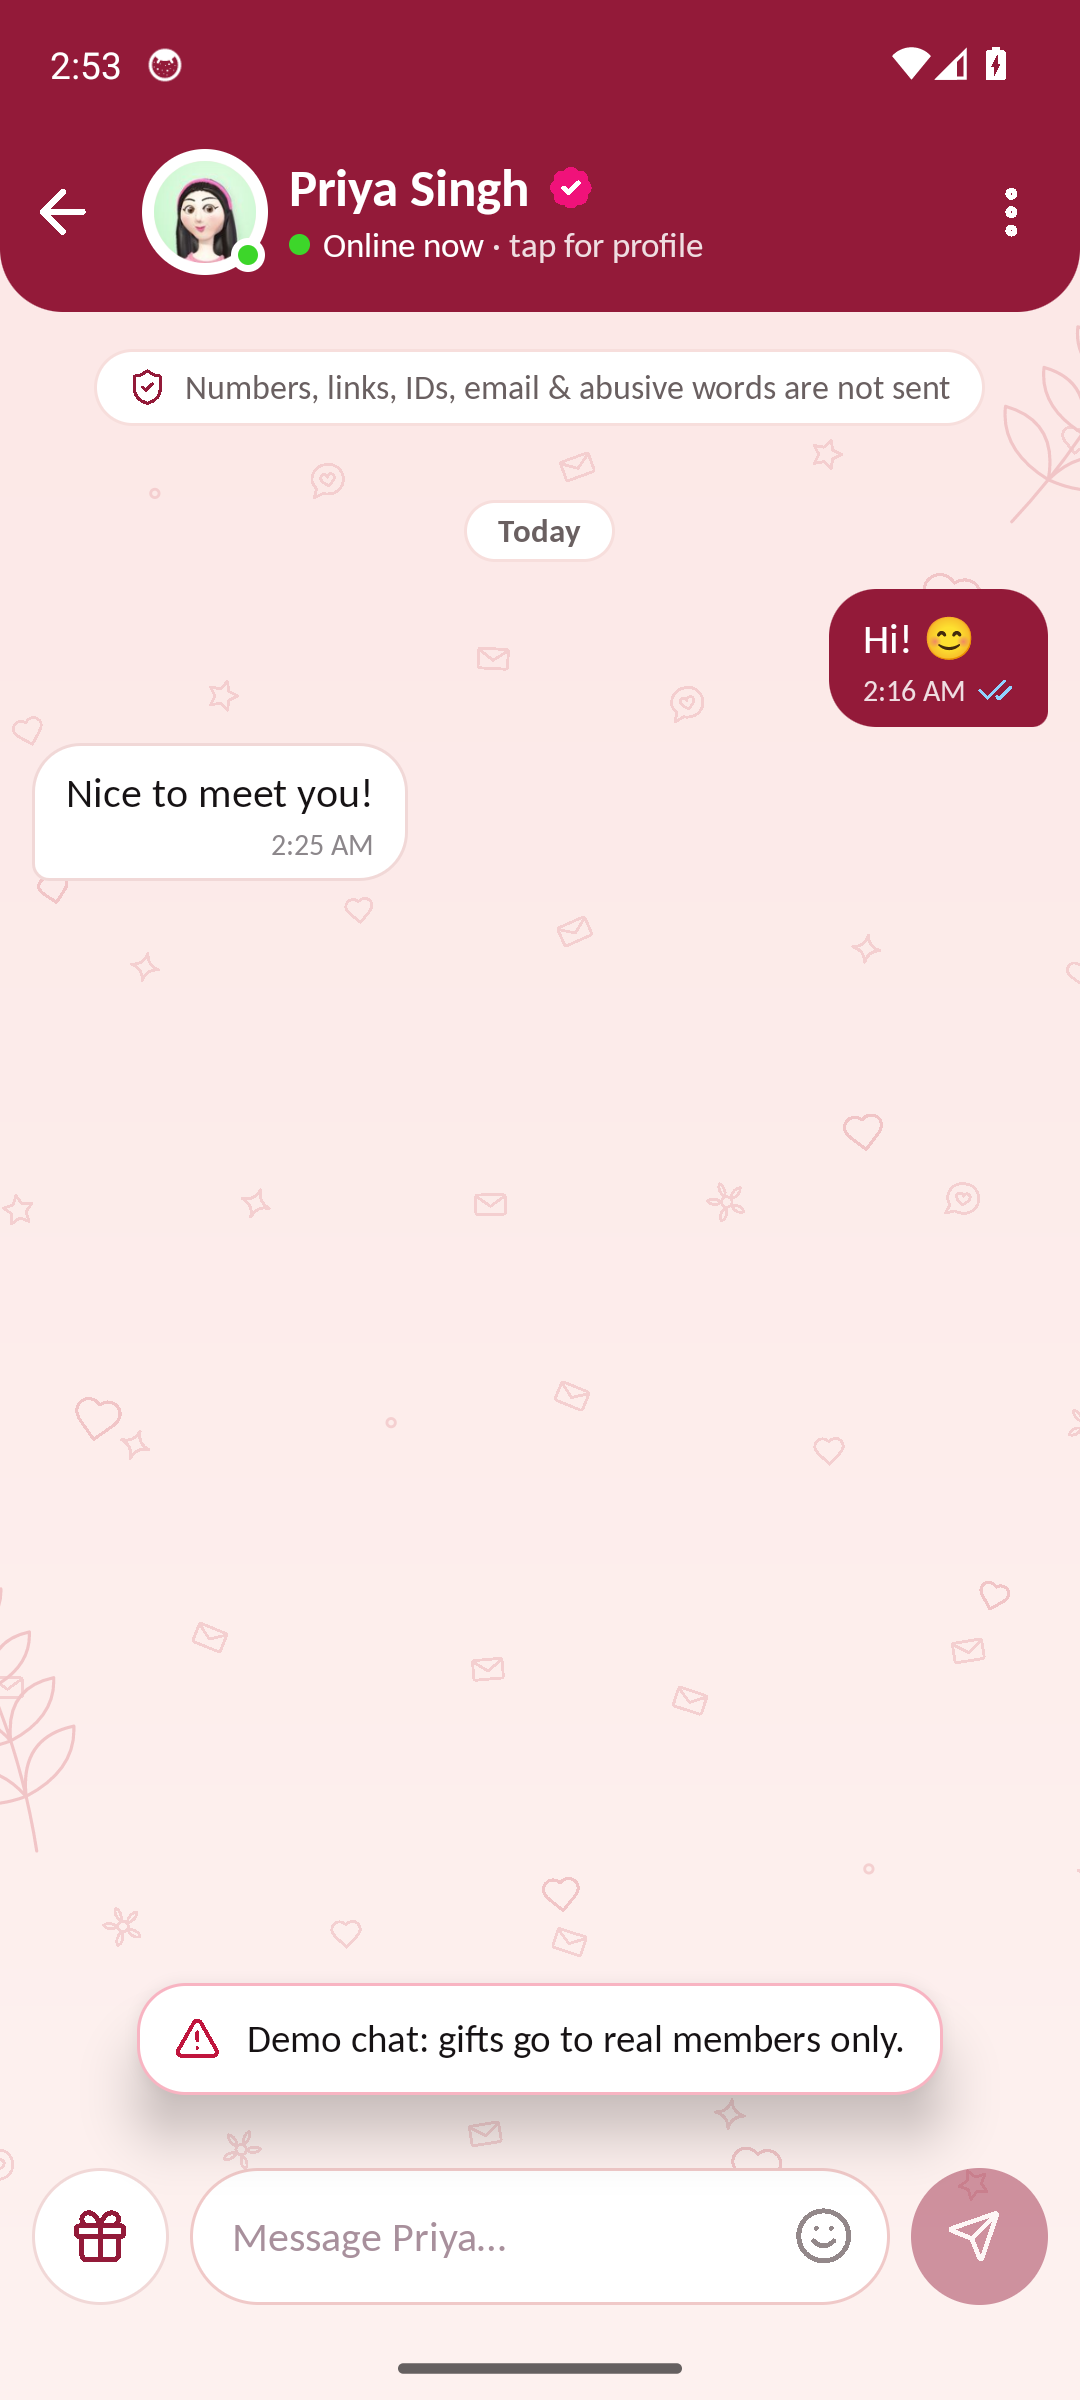 2:53
Priya Singh
Online now · tap for profile
Numbers, links, IDs, email & abusive words are not sent
Today
Hi! 😊
2:16 AM
Nice to meet you!
2:25 AM
Demo chat: gifts go to real members only.
Message Priya...